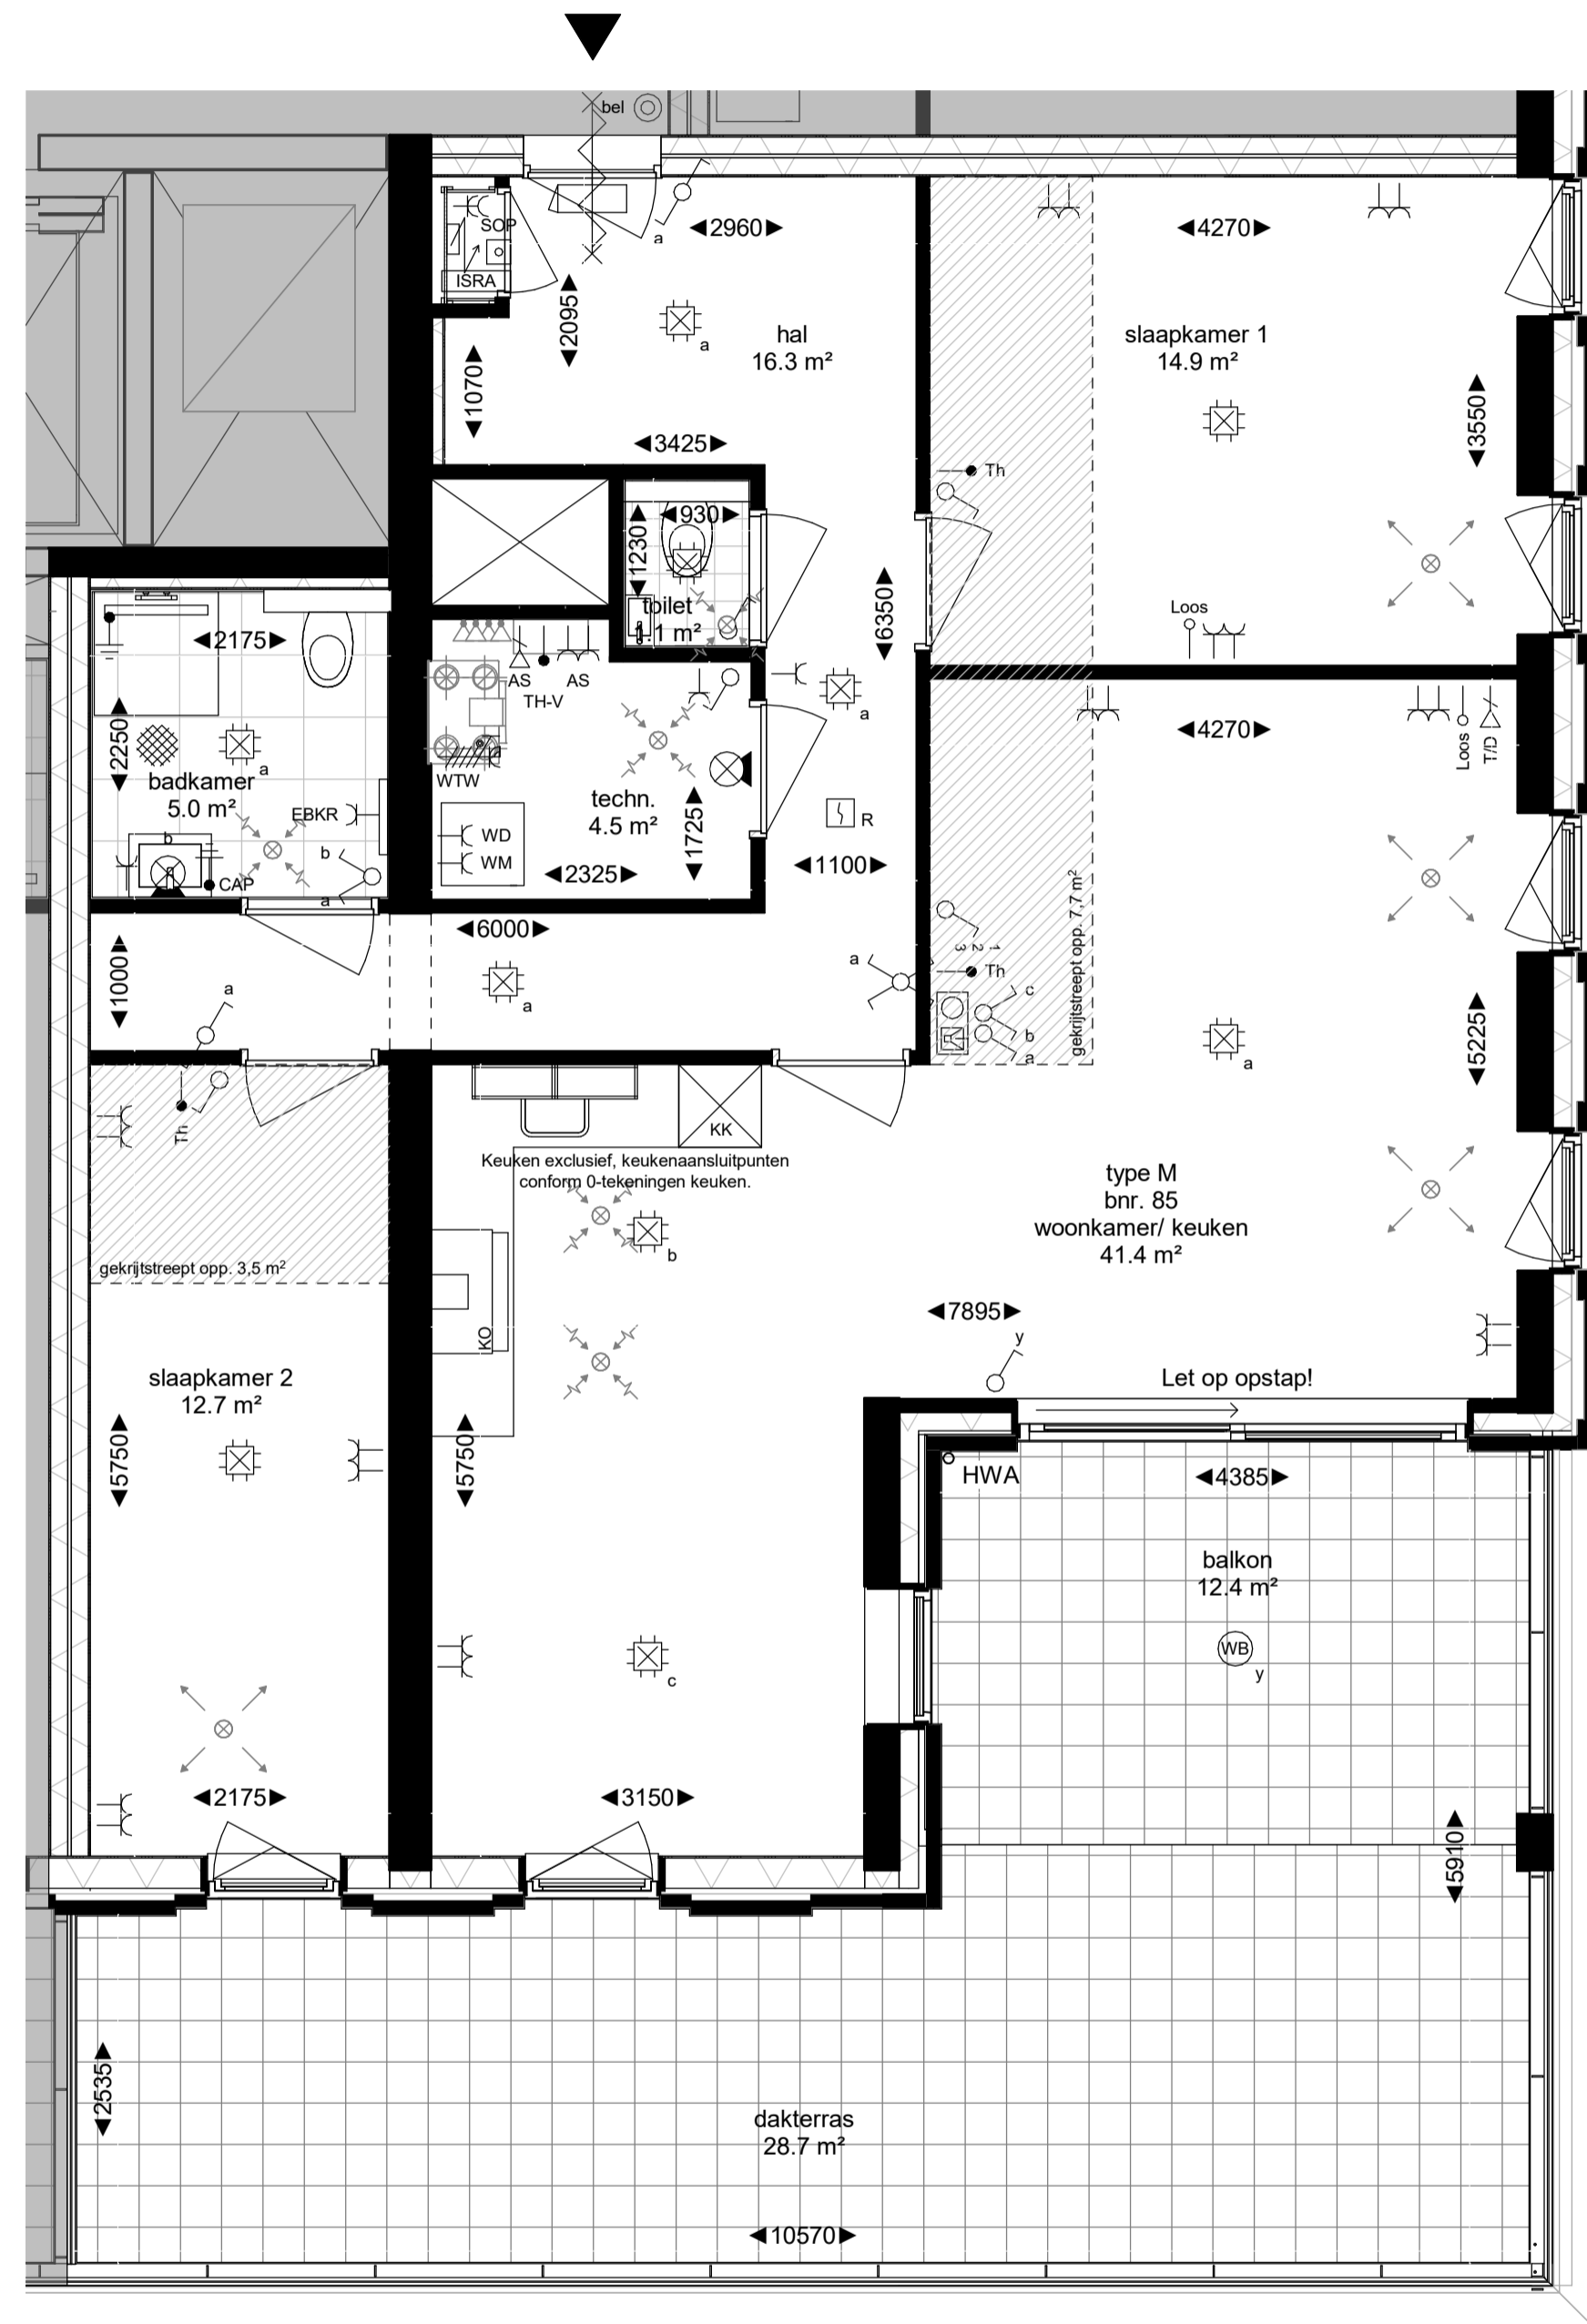 bel
SOP
ISRA
a
2960
4270
2095
hal
16.3 m²
a
slaapkamer 1
14.9 m²
1070
3550
3425
Th
930
1230
toilet
1.1 m²
6350
Loos
2175
AS
AS
TH-V
a
4270
Loos
T/D
2250
a
badkamer
5.0 m²
WTW
techn.
4.5 m²
EBKR
R
b
WD
WM
1725
b
CAP
a
2325
1100
gekrijtstreept opp. 7,7 m²
6000
1 2 3
1000
a
Th
a
a
c
b
a
a
5225
Th
KK
Keuken exclusief, keukenaansluitpunten
conform 0-tekeningen keuken.
type M
bnr. 85
woonkamer/ keuken
41.4 m²
b
gekrijtstreept opp. 3,5 m²
KO
7895
y
slaapkamer 2
12.7 m²
Let op opstap!
5750
5750
HWA
4385
balkon
12.4 m²
WB
y
c
2175
3150
5910
2535
dakterras
28.7 m²
10570